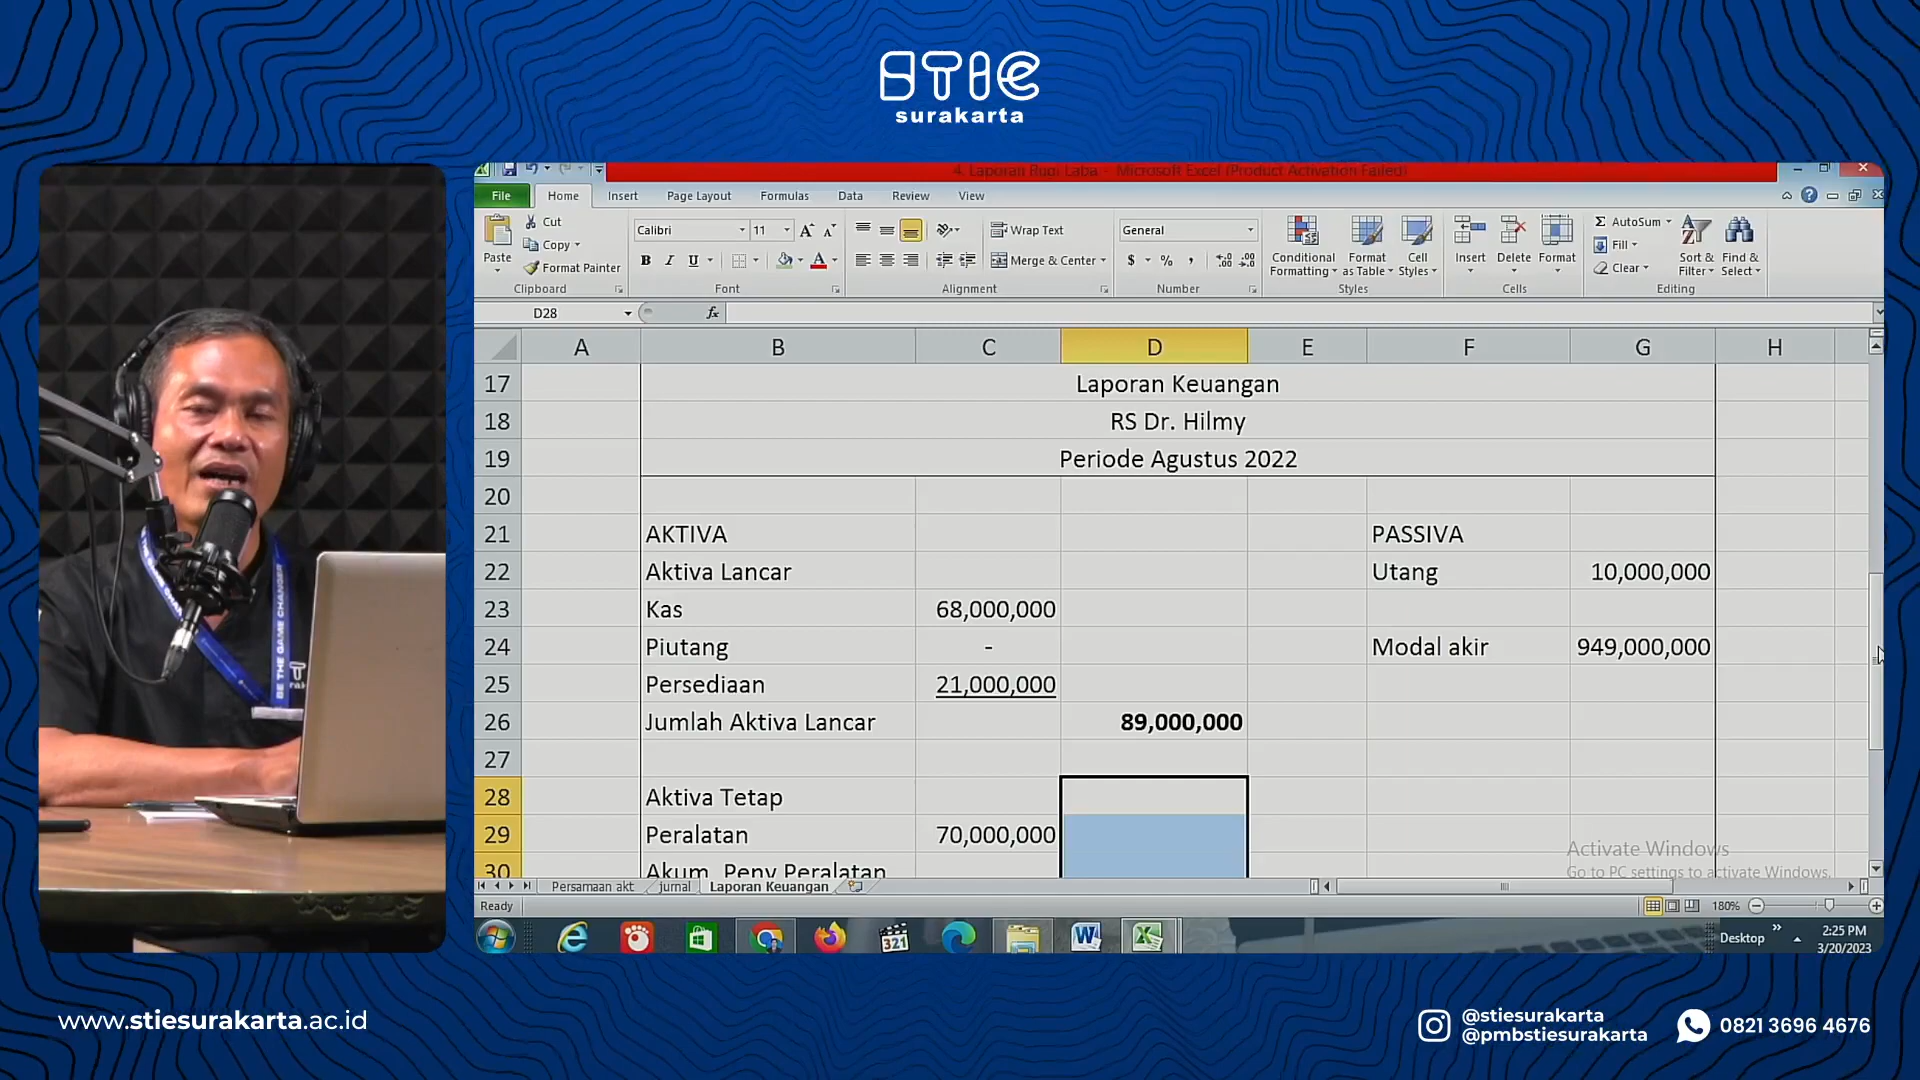 STIE
surakarta
4. Laporan Rugi Laba - Microsoft Excel (Product Activation Failed)
File Home Insert Page Layout Formulas Data Review View
Paste
Cut
Copy
Format Painter
Clipboard
Calibri 11
B I U
Font
Wrap Text
Merge & Center
Alignment
General
$ % ,
Number
Conditional Formatting
Format as Table
Cell Styles
Styles
Insert Delete Format
Cells
AutoSum
Fill
Clear
Sort & Filter
Find & Select
Editing
D28 fx
A B C D E F G H
17 Laporan Keuangan
18 RS Dr. Hilmy
19 Periode Agustus 2022
20
21 AKTIVA PASSIVA
22 Aktiva Lancar Utang 10,000,000
23 Kas 68,000,000
24 Piutang - Modal akir 949,000,000
25 Persediaan 21,000,000
26 Jumlah Aktiva Lancar 89,000,000
27
28 Aktiva Tetap
29 Peralatan 70,000,000
30 Akum. Peny Peralatan
Activate Windows
Go to PC settings to activate Windows.
Persamaan akt jurnal Laporan Keuangan
Ready 180%
321
Desktop
2:25 PM
3/20/2023
BE THE GAME CHANGER
www.stiesurakarta.ac.id
@stiesurakarta
@pmbstiesurakarta
0821 3696 4676